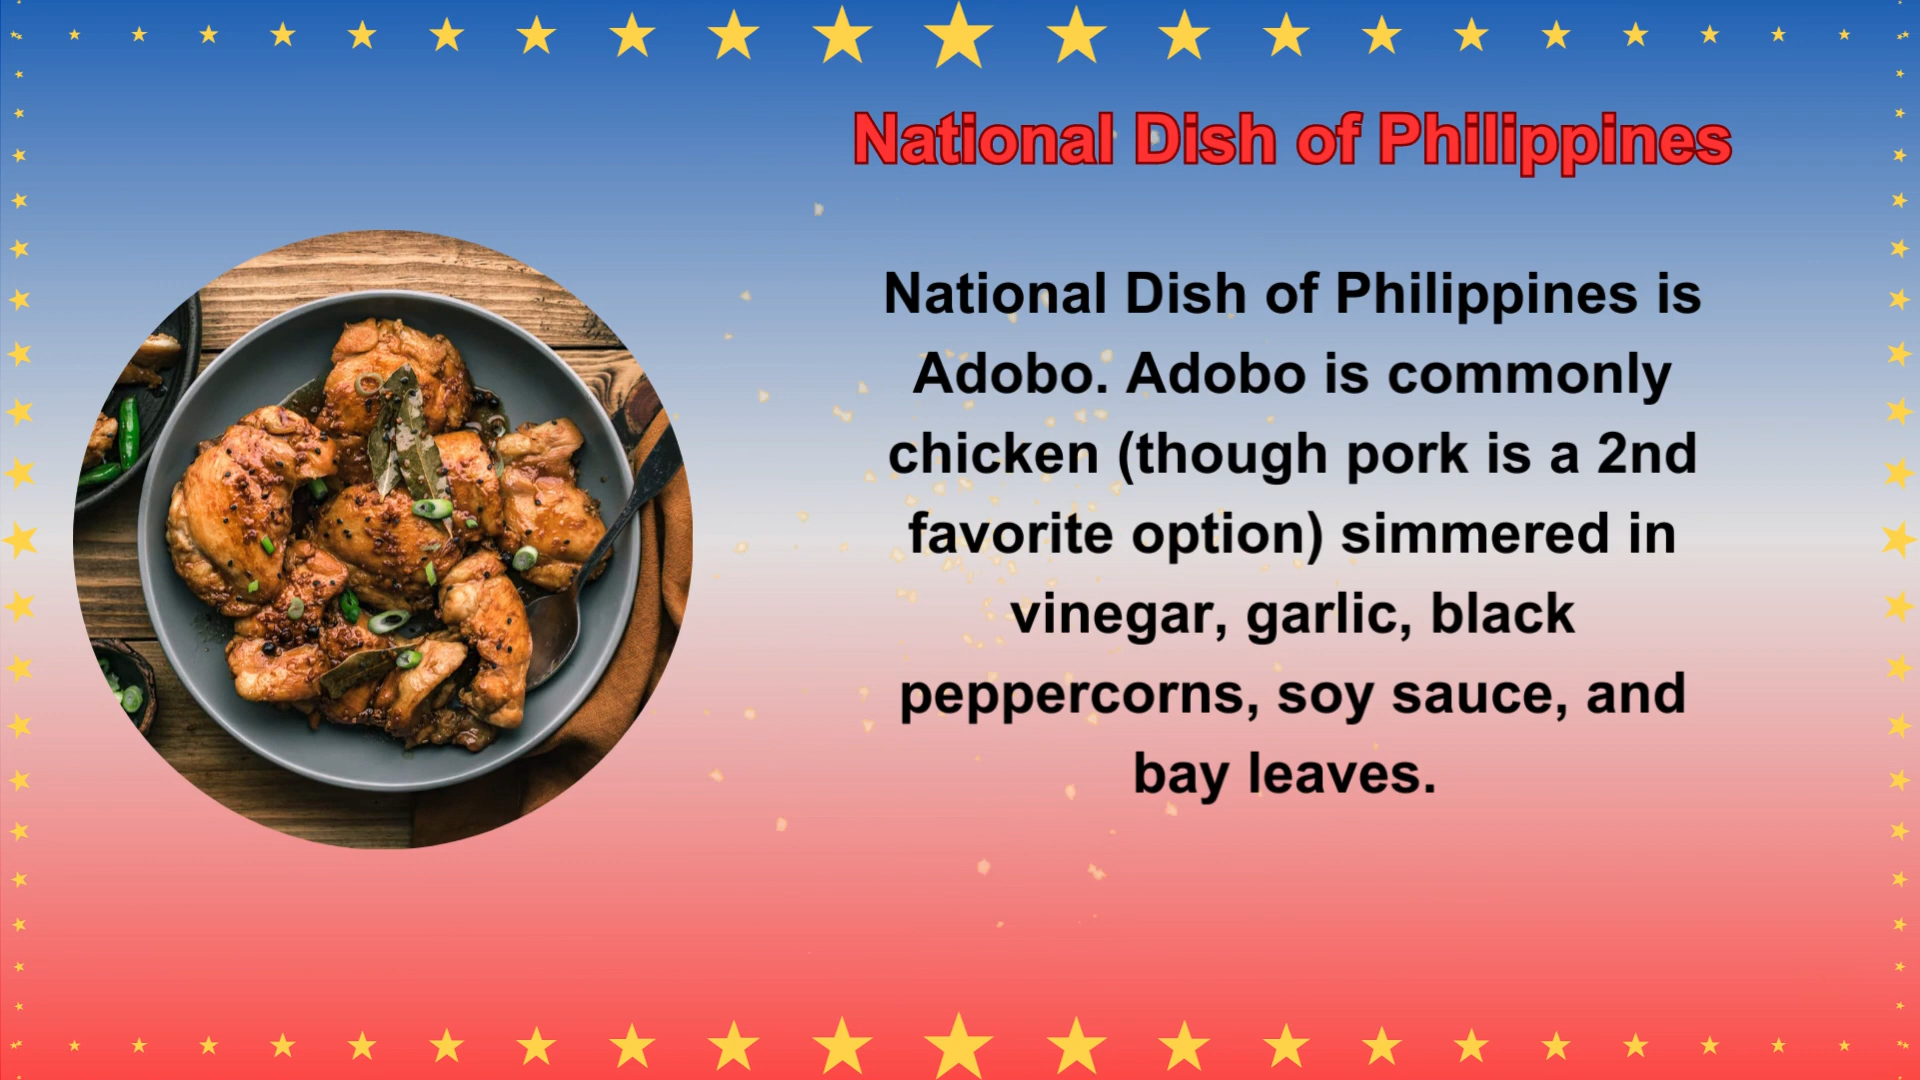 National Dish of Philippines
National Dish of Philippines is
Adobo. Adobo is commonly
chicken (though pork is a 2nd
favorite option) simmered in
vinegar, garlic, black
peppercorns, soy sauce, and
bay leaves.